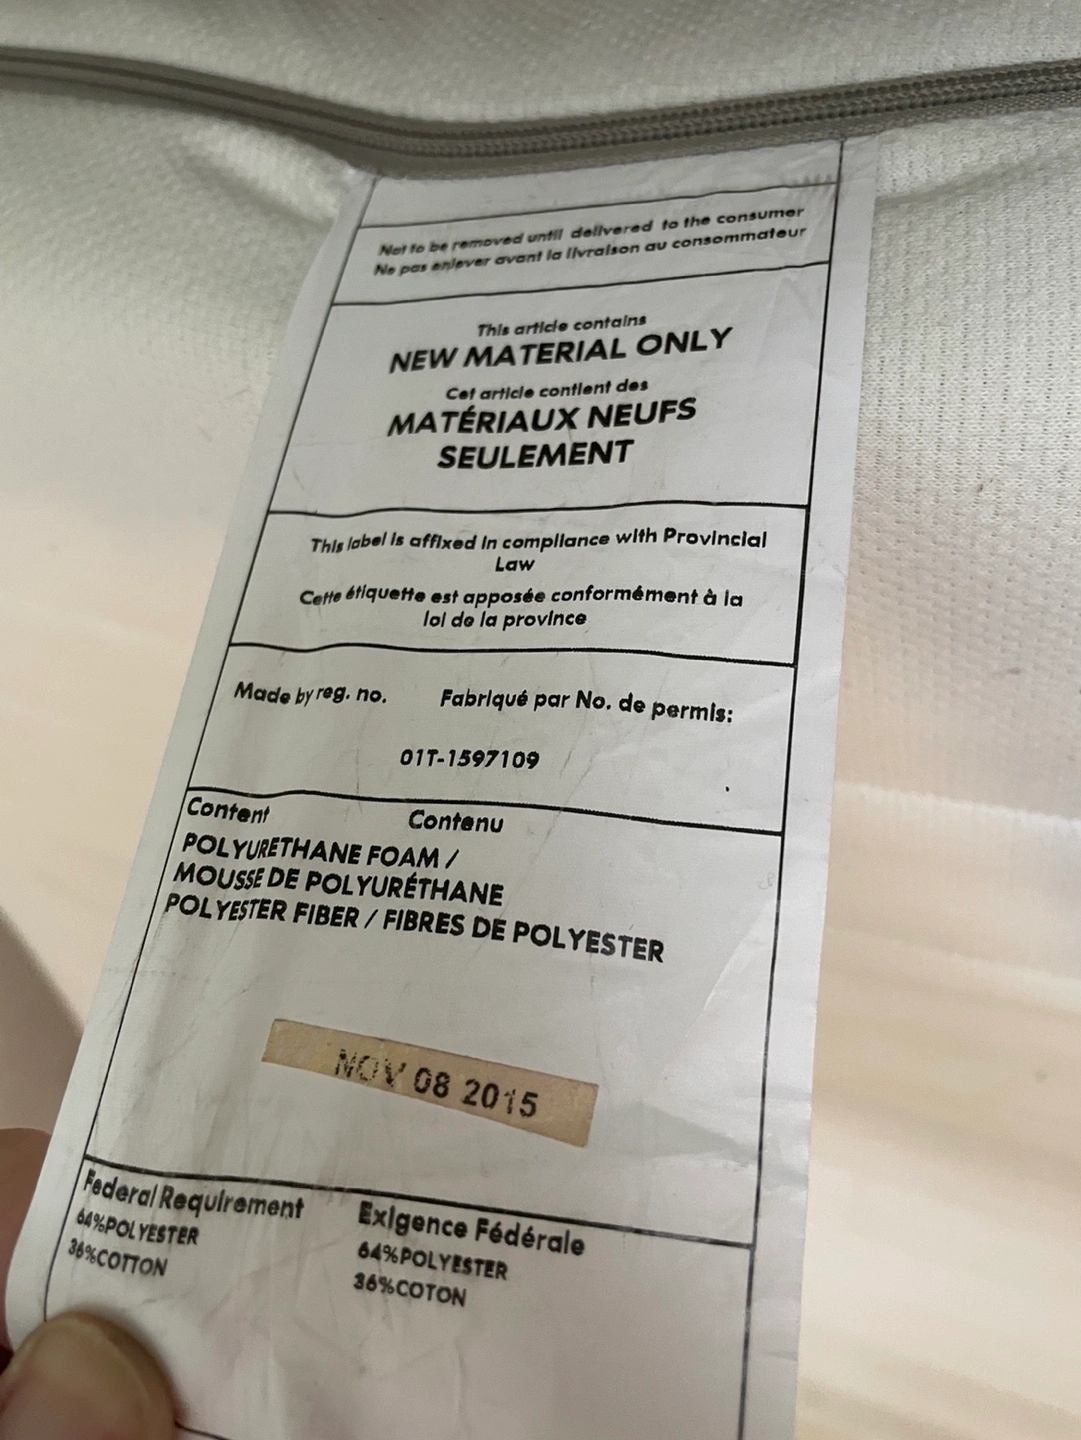 Not to be removed until delivered to the consumer
Ne pas enlever avant la livraison au consommateur
This article contains
NEW MATERIAL ONLY
Cet article contient des
MATÉRIAUX NEUFS
SEULEMENT
This label is affixed in compliance with Provincial
Law
Cette étiquette est apposée conformément à la
loi de la province
Made by reg. no. Fabriqué par No. de permis:
01T-1597109
Content Contenu
POLYURETHANE FOAM /
MOUSSE DE POLYURÉTHANE
POLYESTER FIBER / FIBRES DE POLYESTER
NOV 08 2015
Federal Requirement Exigence Fédérale
64%POLYESTER 64%POLYESTER
36%COTTON 36%COTON